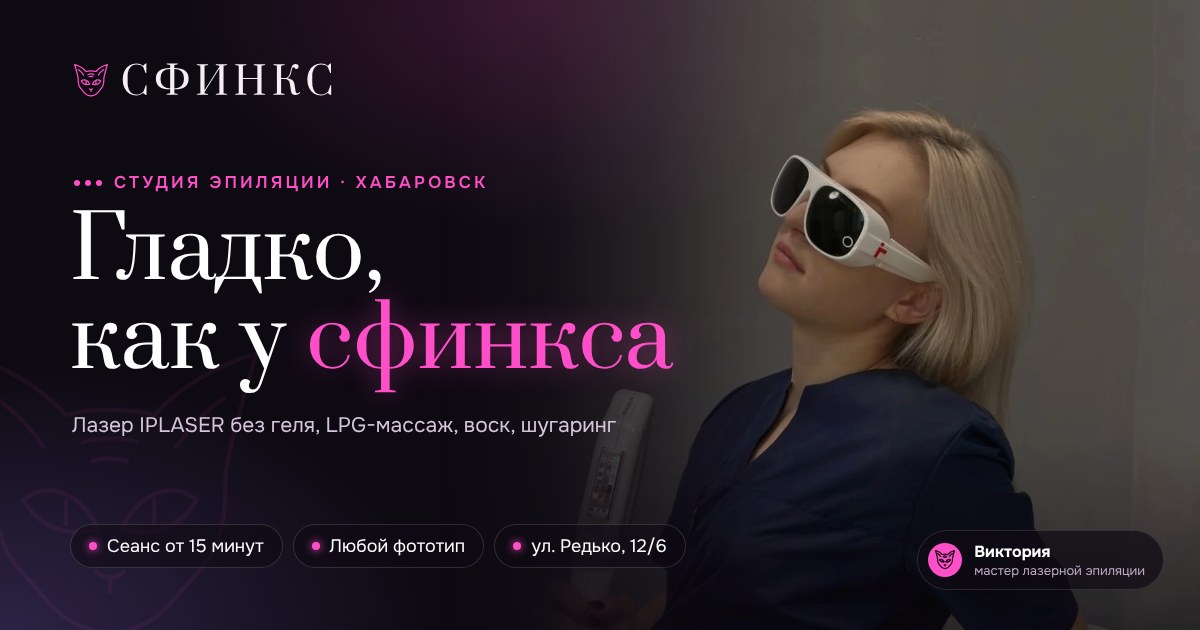 СФИНКС
СТУДИЯ ЭПИЛЯЦИИ · ХАБАРОВСК
Гладко,
как у сфинкса
Лазер IPLASER без геля, LPG-массаж, воск, шугаринг
Сеанс от 15 минут
Любой фототип
ул. Редько, 12/6
Виктория
мастер лазерной эпиляции